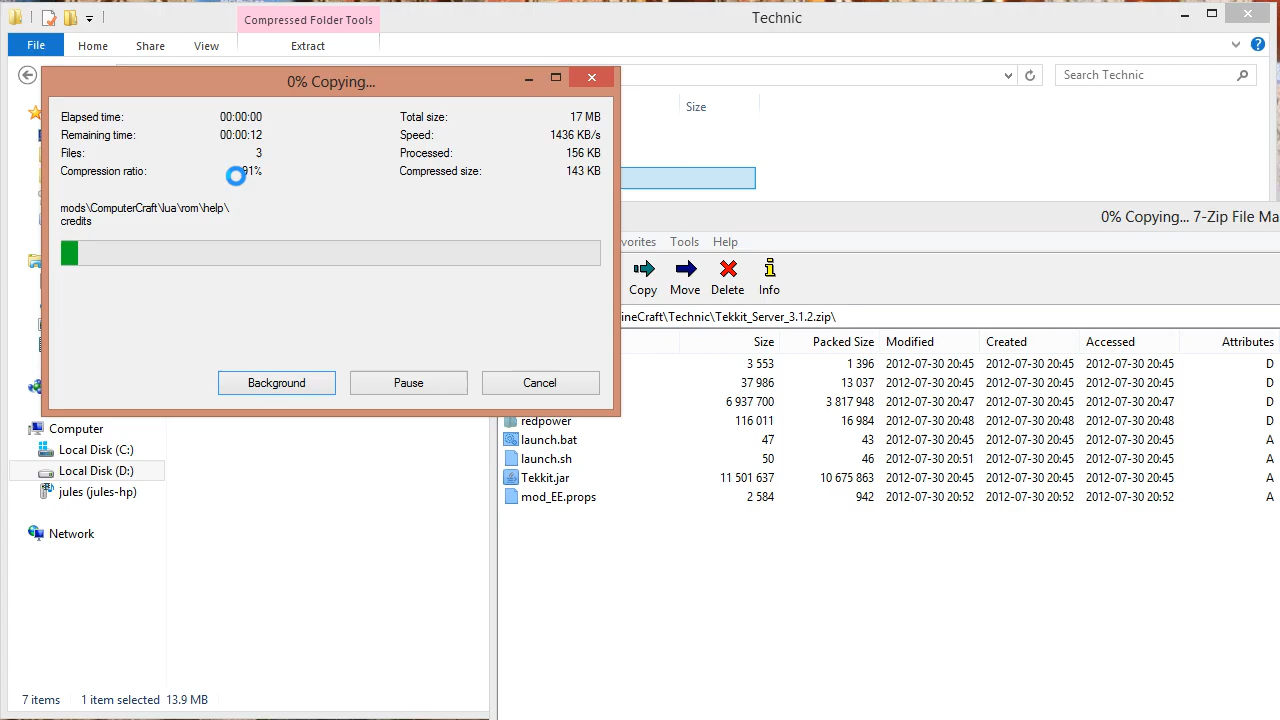 Compressed Folder Tools
Technic
File
Home
Share
View
Extract
Search Technic
Size
0% Copying...
Elapsed time: 00:00:00
Total size: 17 MB
Remaining time: 00:00:12
Speed: 1436 KB/s
Files: 3
Processed: 156 KB
Compression ratio: 91%
Compressed size: 143 KB
mods\ComputerCraft\lua\rom\help\
credits
Background
Pause
Cancel
0% Copying... 7-Zip File Ma
vorites
Tools
Help
Copy
Move
Delete
Info
ineCraft\Technic\Tekkit_Server_3.1.2.zip\
Size Packed Size Modified Created Accessed Attributes
3 553 1 396 2012-07-30 20:45 2012-07-30 20:45 2012-07-30 20:45 D
37 986 13 037 2012-07-30 20:45 2012-07-30 20:45 2012-07-30 20:45 D
6 937 700 3 817 948 2012-07-30 20:47 2012-07-30 20:45 2012-07-30 20:47 D
redpower 116 011 16 984 2012-07-30 20:48 2012-07-30 20:48 2012-07-30 20:48 D
launch.bat 47 43 2012-07-30 20:45 2012-07-30 20:45 2012-07-30 20:45 A
launch.sh 50 46 2012-07-30 20:51 2012-07-30 20:45 2012-07-30 20:45 A
Tekkit.jar 11 501 637 10 675 863 2012-07-30 20:45 2012-07-30 20:45 2012-07-30 20:45 A
mod_EE.props 2 584 942 2012-07-30 20:52 2012-07-30 20:52 2012-07-30 20:52 A
Computer
Local Disk (C:)
Local Disk (D:)
jules (jules-hp)
Network
7 items
1 item selected 13.9 MB